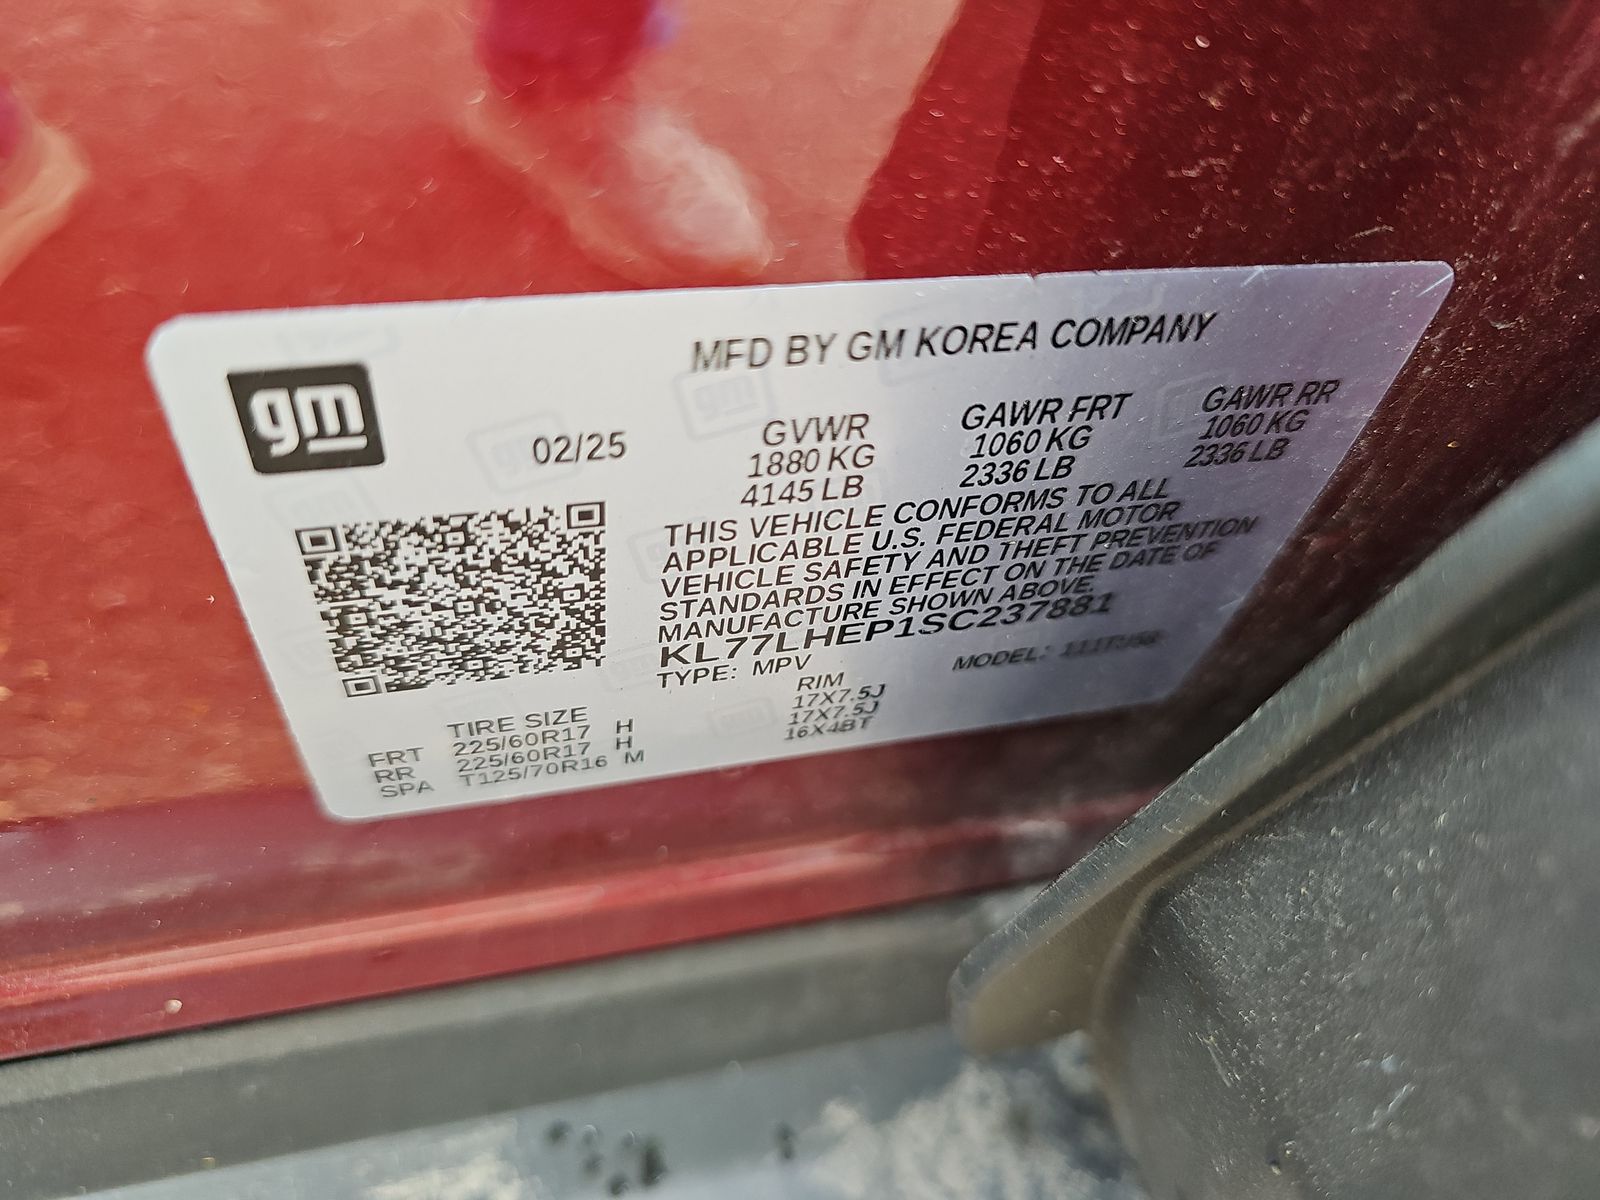 MFD BY GM KOREA COMPANY
gm
02/25
GVWR GAWR FRT GAWR RR
1880 KG 1060 KG 1060 KG
4145 LB 2336 LB 2336 LB
THIS VEHICLE CONFORMS TO ALL
APPLICABLE U.S. FEDERAL MOTOR
VEHICLE SAFETY AND THEFT PREVENTION
STANDARDS IN EFFECT ON THE DATE OF
MANUFACTURE SHOWN ABOVE.
KL77LHEP1SC237881
TYPE: MPV MODEL:
TIRE SIZE RIM
FRT 225/60R17 H 17X7.5J
RR 225/60R17 H 17X7.5J
SPA T125/70R16 M 16X4BT